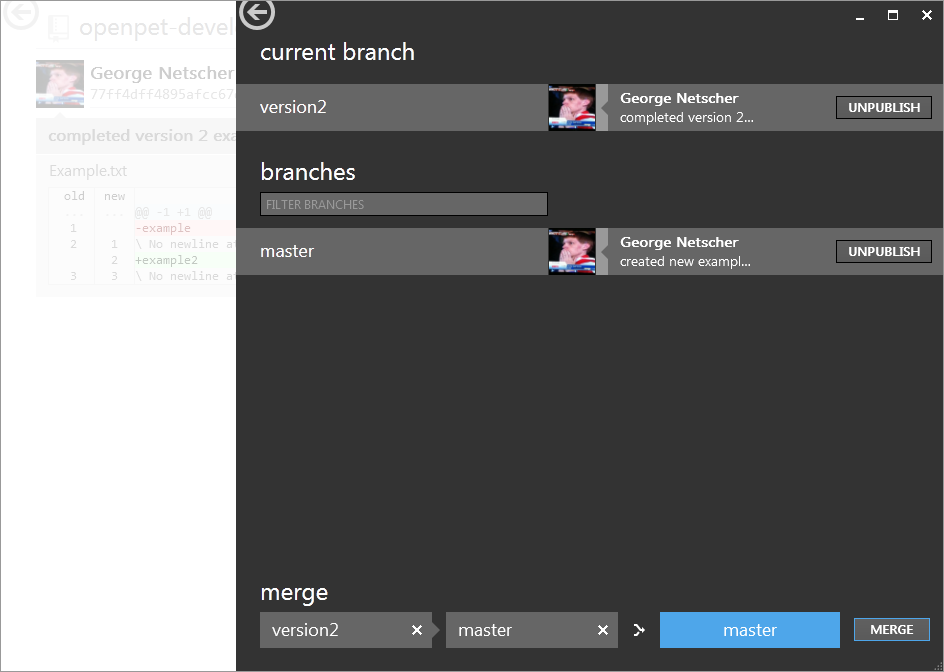 openpet-devel
George Netscher
77ff4dff4895afcc67
completed version 2 exa
Example.txt
old new
... ... @@ -1 +1 @@
1 -example
2 1 \ No newline at
2 +example2
3 3 \ No newline at
current branch
version2
George Netscher
completed version 2...
UNPUBLISH
branches
FILTER BRANCHES
master
George Netscher
created new exampl...
UNPUBLISH
merge
version2 × master × master MERGE